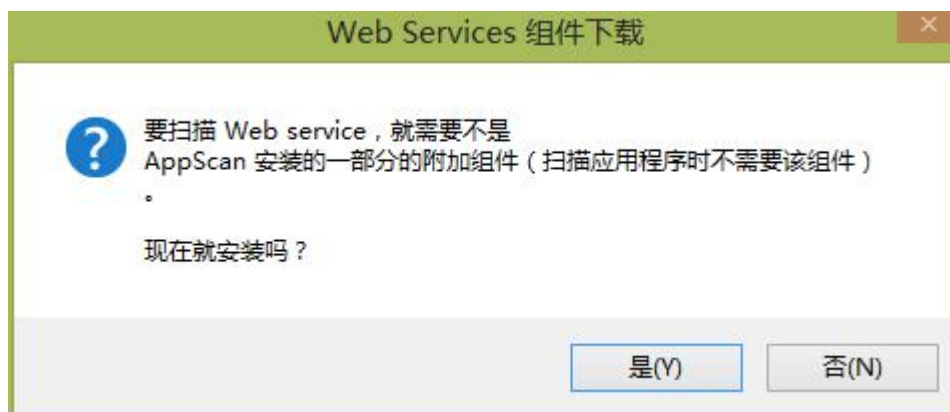 Web Services 组件下载
要扫描 Web service，就需要不是
AppScan 安装的一部分的附加组件（扫描应用程序时不需要该组件）
。
现在就安装吗？
是(Y)
否(N)